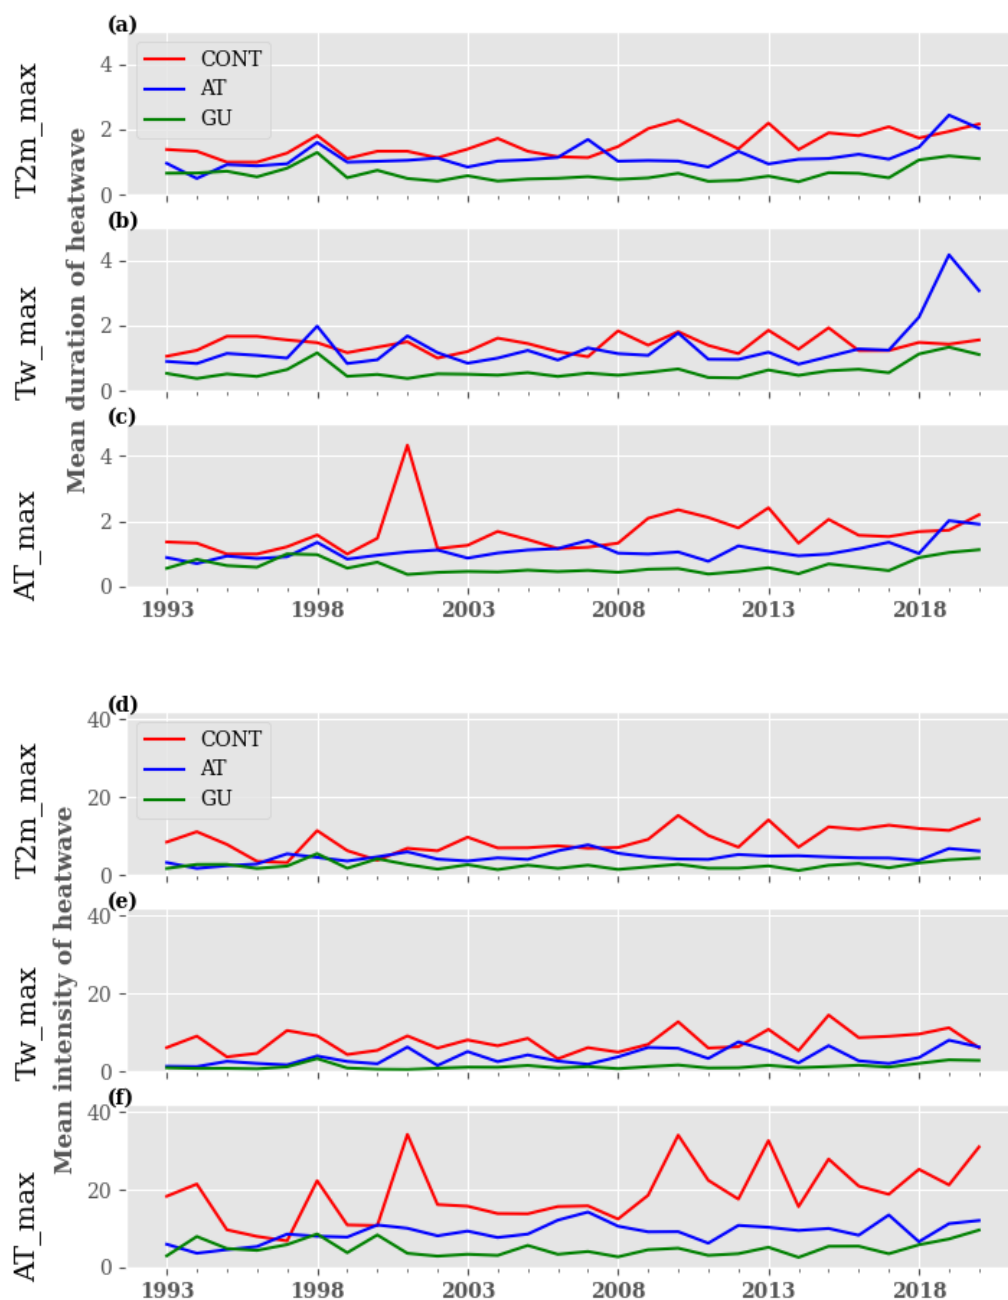 (a)
T2m_max
4
2
0
CONT
AT
GU
Mean duration of heatwave
(b)
Tw_max
4
2
0
(c)
AT_max
4
2
0
1993 1998 2003 2008 2013 2018
(d)
T2m_max
40
20
0
CONT
AT
GU
Mean intensity of heatwave
(e)
Tw_max
40
20
0
(f)
AT_max
40
20
0
1993 1998 2003 2008 2013 2018